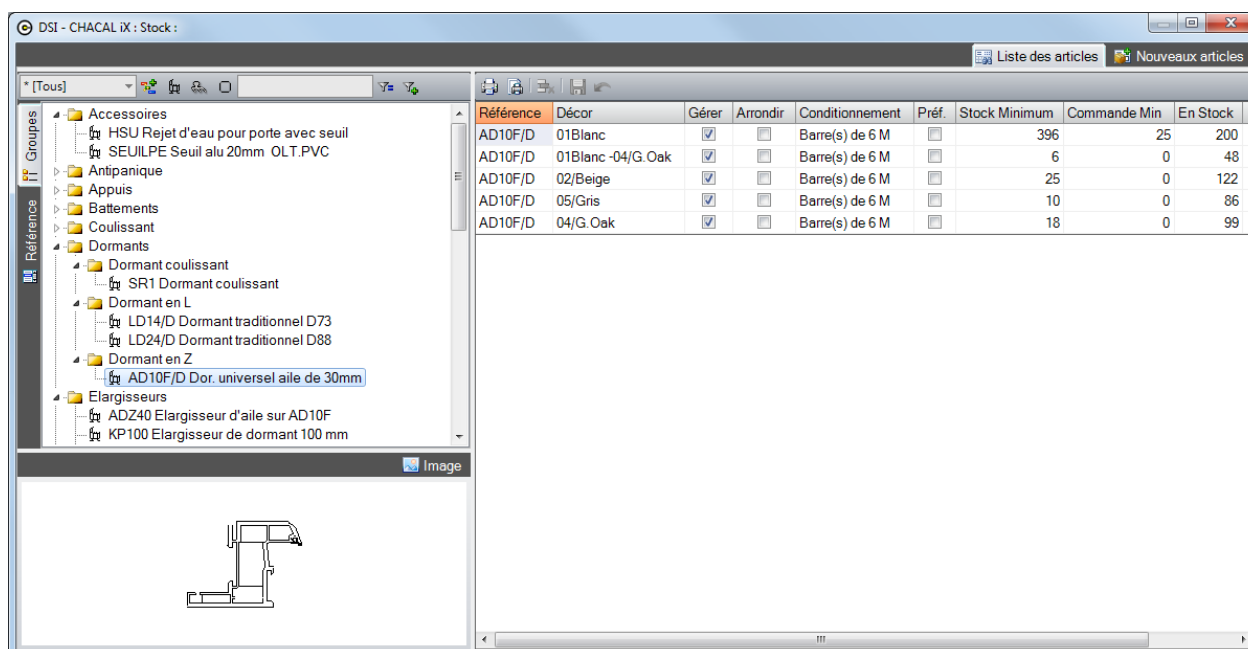 DSI - CHACAL iX : Stock :
Liste des articles
Nouveaux articles
* [Tous]
Groupes
Référence
Accessoires
HSU Rejet d'eau pour porte avec seuil
SEUILPE Seuil alu 20mm OLT.PVC
Antipanique
Appuis
Battements
Coulissant
Dormants
Dormant coulissant
SR1 Dormant coulissant
Dormant en L
LD14/D Dormant traditionnel D73
LD24/D Dormant traditionnel D88
Dormant en Z
AD10F/D Dor. universel aile de 30mm
Elargisseurs
ADZ40 Elargisseur d'aile sur AD10F
KP100 Elargisseur de dormant 100 mm
Image
Référence Décor Gérer Arrondir Conditionnement Préf. Stock Minimum Commande Min En Stock
AD10F/D 01Blanc Barre(s) de 6 M 396 25 200
AD10F/D 01Blanc -04/G.Oak Barre(s) de 6 M 6 0 48
AD10F/D 02/Beige Barre(s) de 6 M 25 0 122
AD10F/D 05/Gris Barre(s) de 6 M 10 0 86
AD10F/D 04/G.Oak Barre(s) de 6 M 18 0 99